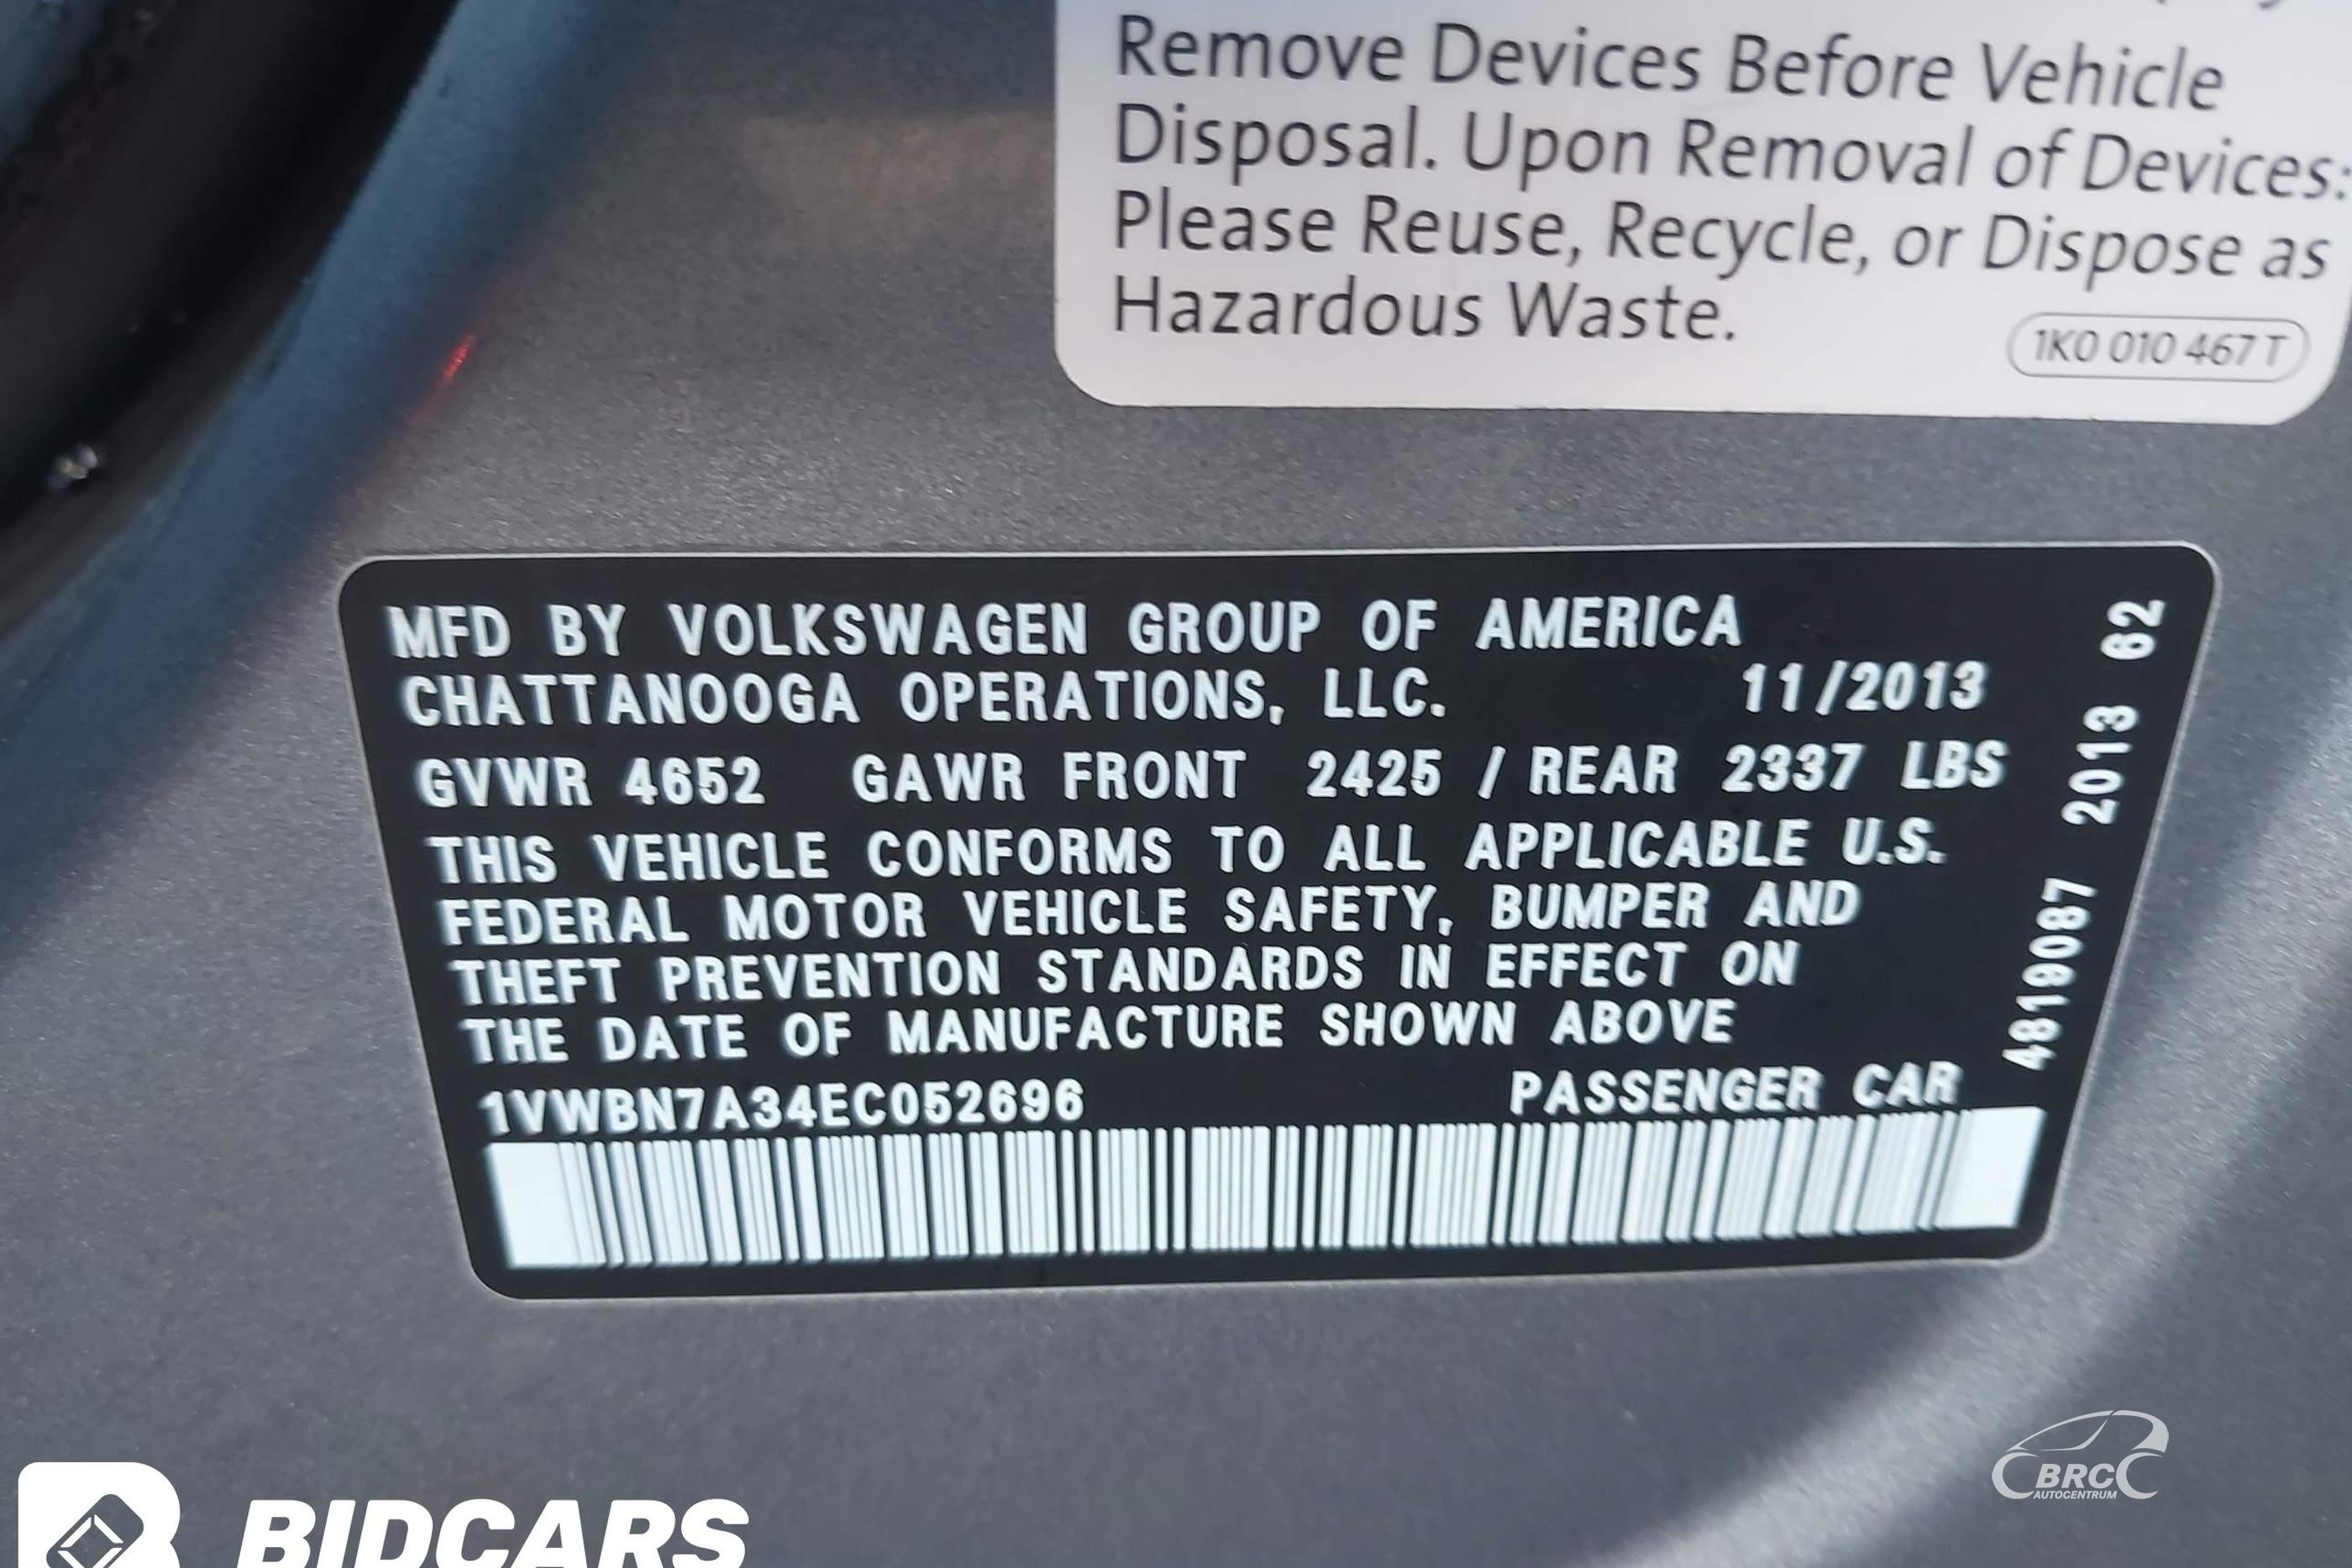 Remove Devices Before Vehicle
Disposal. Upon Removal of Devices:
Please Reuse, Recycle, or Dispose as
Hazardous Waste.
1K0 010 467 T
MFD BY VOLKSWAGEN GROUP OF AMERICA
CHATTANOOGA OPERATIONS, LLC. 11/2013
GVWR 4652 GAWR FRONT 2425 / REAR 2337 LBS
THIS VEHICLE CONFORMS TO ALL APPLICABLE U.S.
FEDERAL MOTOR VEHICLE SAFETY, BUMPER AND
THEFT PREVENTION STANDARDS IN EFFECT ON
THE DATE OF MANUFACTURE SHOWN ABOVE
1VWBN7A34EC052696 PASSENGER CAR
4819087 2013 62
BIDCARS
BRC
AUTOCENTRUM